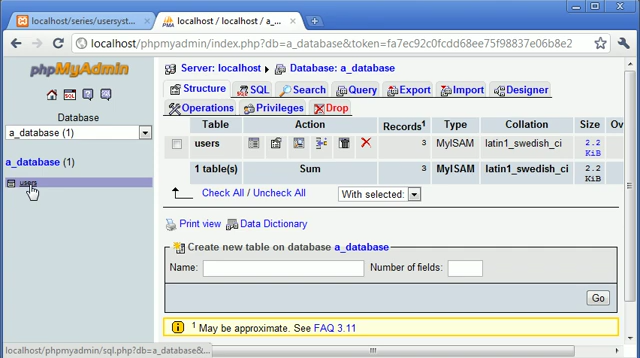 localhost/series/usersyst...
localhost / localhost / a_...
localhost/phpmyadmin/index.php?db=a_database&token=fa7ec92c0fcdd68ee75f98837e06b8e2
phpMyAdmin
Server: localhost
Database: a_database
Structure
SQL
Search
Query
Export
Import
Designer
Operations
Privileges
Drop
Database
a_database (1)
a_database (1)
users
Table Action Records1 Type Collation Size Ov
users 3 MyISAM latin1_swedish_ci 2.2 KiB
1 table(s) Sum 3 MyISAM latin1_swedish_ci 2.2 KiB
Check All / Uncheck All
With selected:
Print view
Data Dictionary
Create new table on database a_database
Name:
Number of fields:
Go
1 May be approximate. See FAQ 3.11
localhost/phpmyadmin/sql.php?db=a_database&...